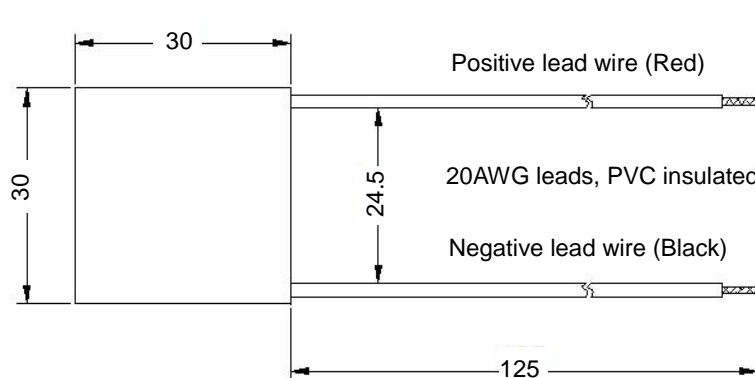 30
Positive lead wire (Red)
30
24.5
20AWG leads, PVC insulated
Negative lead wire (Black)
125